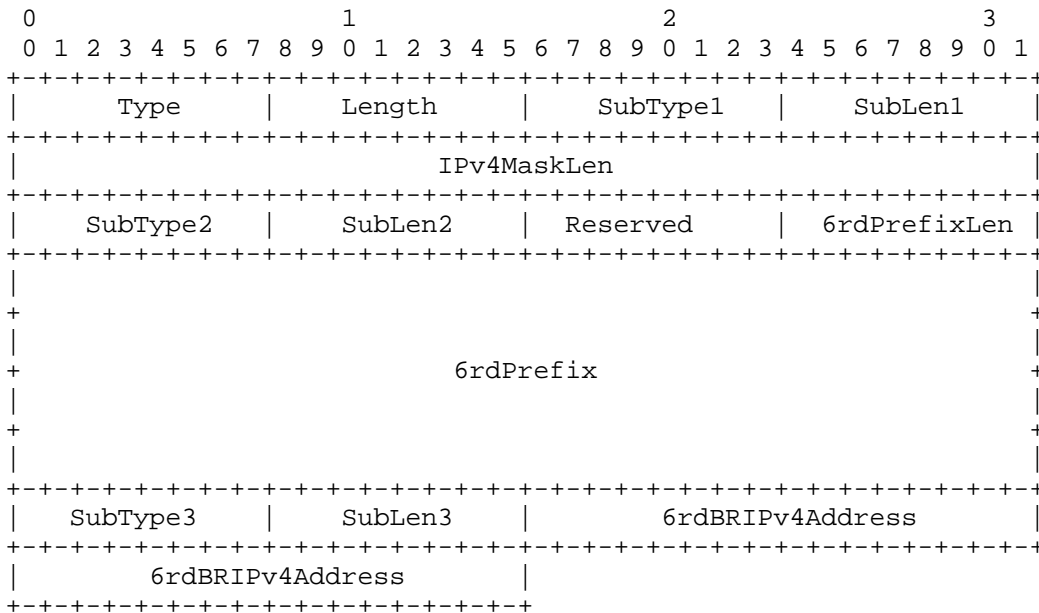 0                   1                   2                   3
 0 1 2 3 4 5 6 7 8 9 0 1 2 3 4 5 6 7 8 9 0 1 2 3 4 5 6 7 8 9 0 1
+-+-+-+-+-+-+-+-+-+-+-+-+-+-+-+-+-+-+-+-+-+-+-+-+-+-+-+-+-+-+-+-+
|      Type     |    Length     |    SubType1   |    SubLen1    |
+-+-+-+-+-+-+-+-+-+-+-+-+-+-+-+-+-+-+-+-+-+-+-+-+-+-+-+-+-+-+-+-+
|                          IPv4MaskLen                          |
+-+-+-+-+-+-+-+-+-+-+-+-+-+-+-+-+-+-+-+-+-+-+-+-+-+-+-+-+-+-+-+-+
|    SubType2   |    SubLen2    |  Reserved     |  6rdPrefixLen |
+-+-+-+-+-+-+-+-+-+-+-+-+-+-+-+-+-+-+-+-+-+-+-+-+-+-+-+-+-+-+-+-+
|                                                               |
+                                                               +
|                                                               |
+                           6rdPrefix                           +
|                                                               |
+                                                               +
|                                                               |
+-+-+-+-+-+-+-+-+-+-+-+-+-+-+-+-+-+-+-+-+-+-+-+-+-+-+-+-+-+-+-+-+
|   SubType3    |    SubLen3    |        6rdBRIPv4Address       |
+-+-+-+-+-+-+-+-+-+-+-+-+-+-+-+-+-+-+-+-+-+-+-+-+-+-+-+-+-+-+-+-+
|        6rdBRIPv4Address       |
+-+-+-+-+-+-+-+-+-+-+-+-+-+-+-+-+